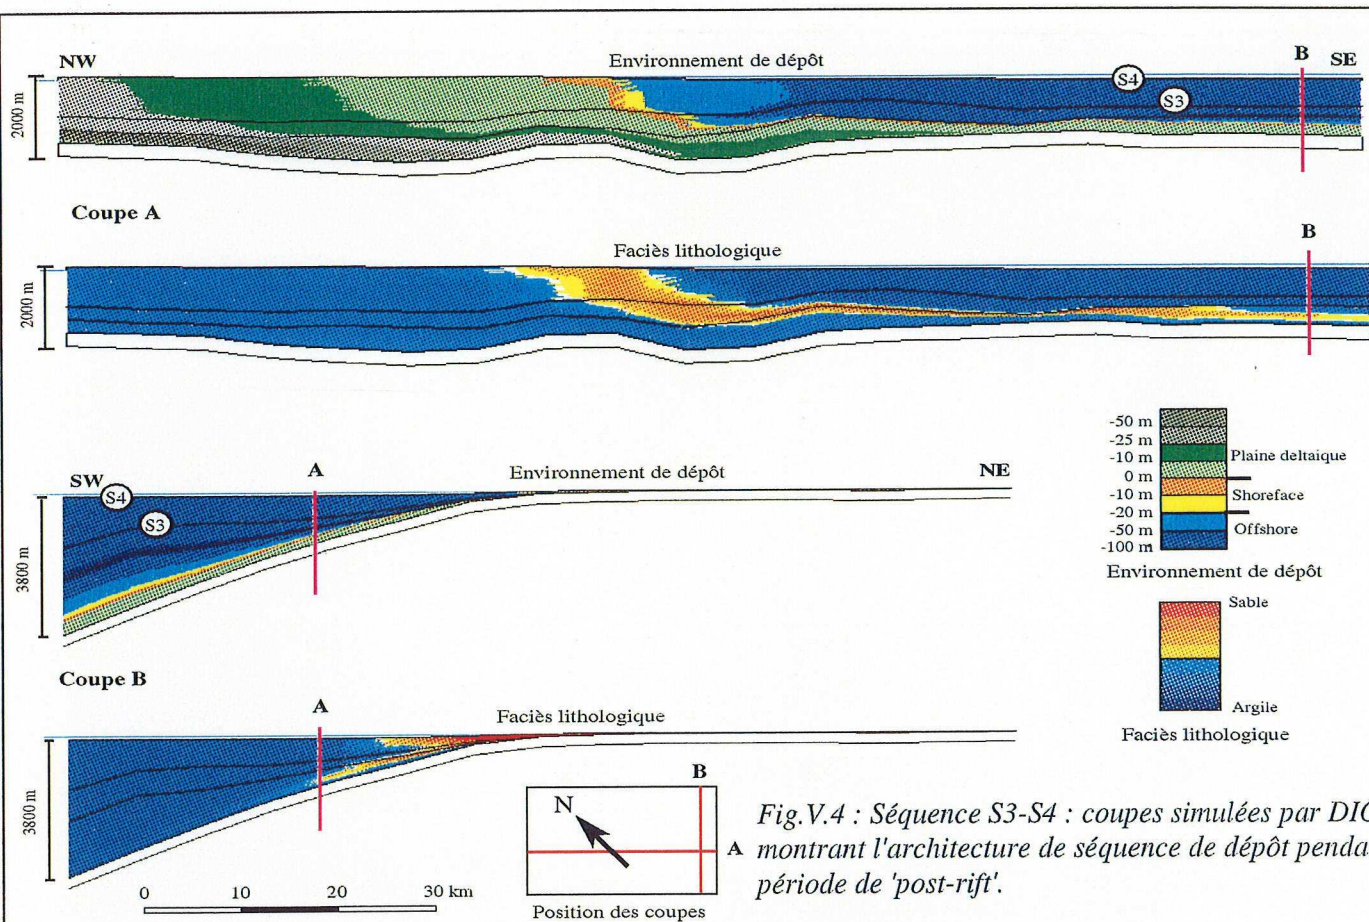 Environnement de dépôt
NW
B
SE
S4
S3
2000 m
Coupe A
Faciès lithologique
B
2000 m
SW
A
Environnement de dépôt
NE
S4
S3
3800 m
-50 m
-25 m
-10 m
Plaine deltaique
0 m
-10 m
Shoreface
-20 m
-50 m
Offshore
-100 m
Environnement de dépôt
Sable
Argile
Faciès lithologique
Coupe B
A
Faciès lithologique
3800 m
0 10 20 30 km
B
N
A
Position des coupes
Fig.V.4 : Séquence S3-S4 : coupes simulées par
montrant l'architecture de séquence de dépôt
période de 'post-rift'.